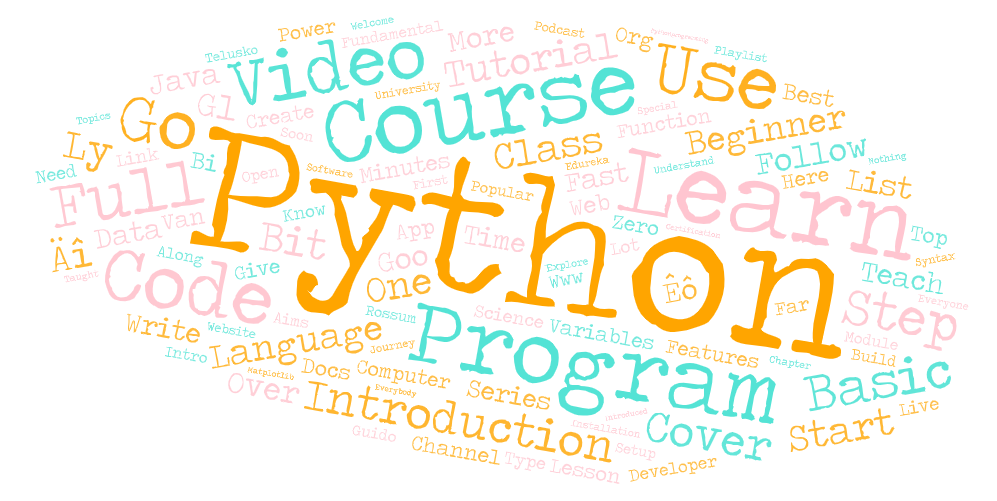 Python
Course
Learn
Program
Video
Code
Use
Full
Go
Introduction
Tutorial
Basic
Step
Cover
Start
Beginner
Class
Language
Bit
Ly
One
More
Follow
List
Teach
Series
Over
Data
Java
Gl
Time
Goo
Fast
Äî
Êô
Write
Variables
Features
Channel
Function
Create
Minutes
Computer
Docs
Developer
Lesson
Type
Zero
Web
App
Van
Bi
Org
Best
Here
Top
Give
Know
Power
Fundamental
Science
Module
Build
Live
Far
Www
Lot
Link
Need
Open
Soon
Aims
Rossum
Along
Popular
Telusko
Welcome
Podcast
Playlist
University
Software
Edureka
Special
Understand
Nothing
Certification
Syntax
Everyone
Explore
Chapter
Setup
Installation
Introduced
Guido
Intro
Website
Journey
Matplotlib
Everybody
Topics
Taught
First